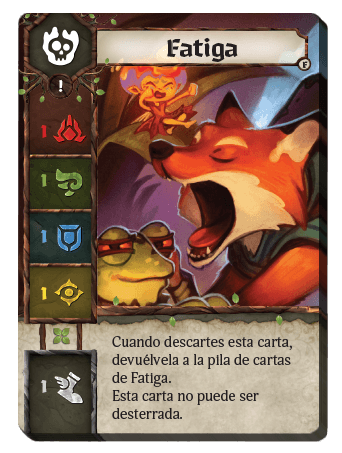 Fatiga
F
!
1
1
1
1
1
Cuando descartes esta carta,
devuélvela a la pila de cartas
de Fatiga.
Esta carta no puede ser
desterrada.